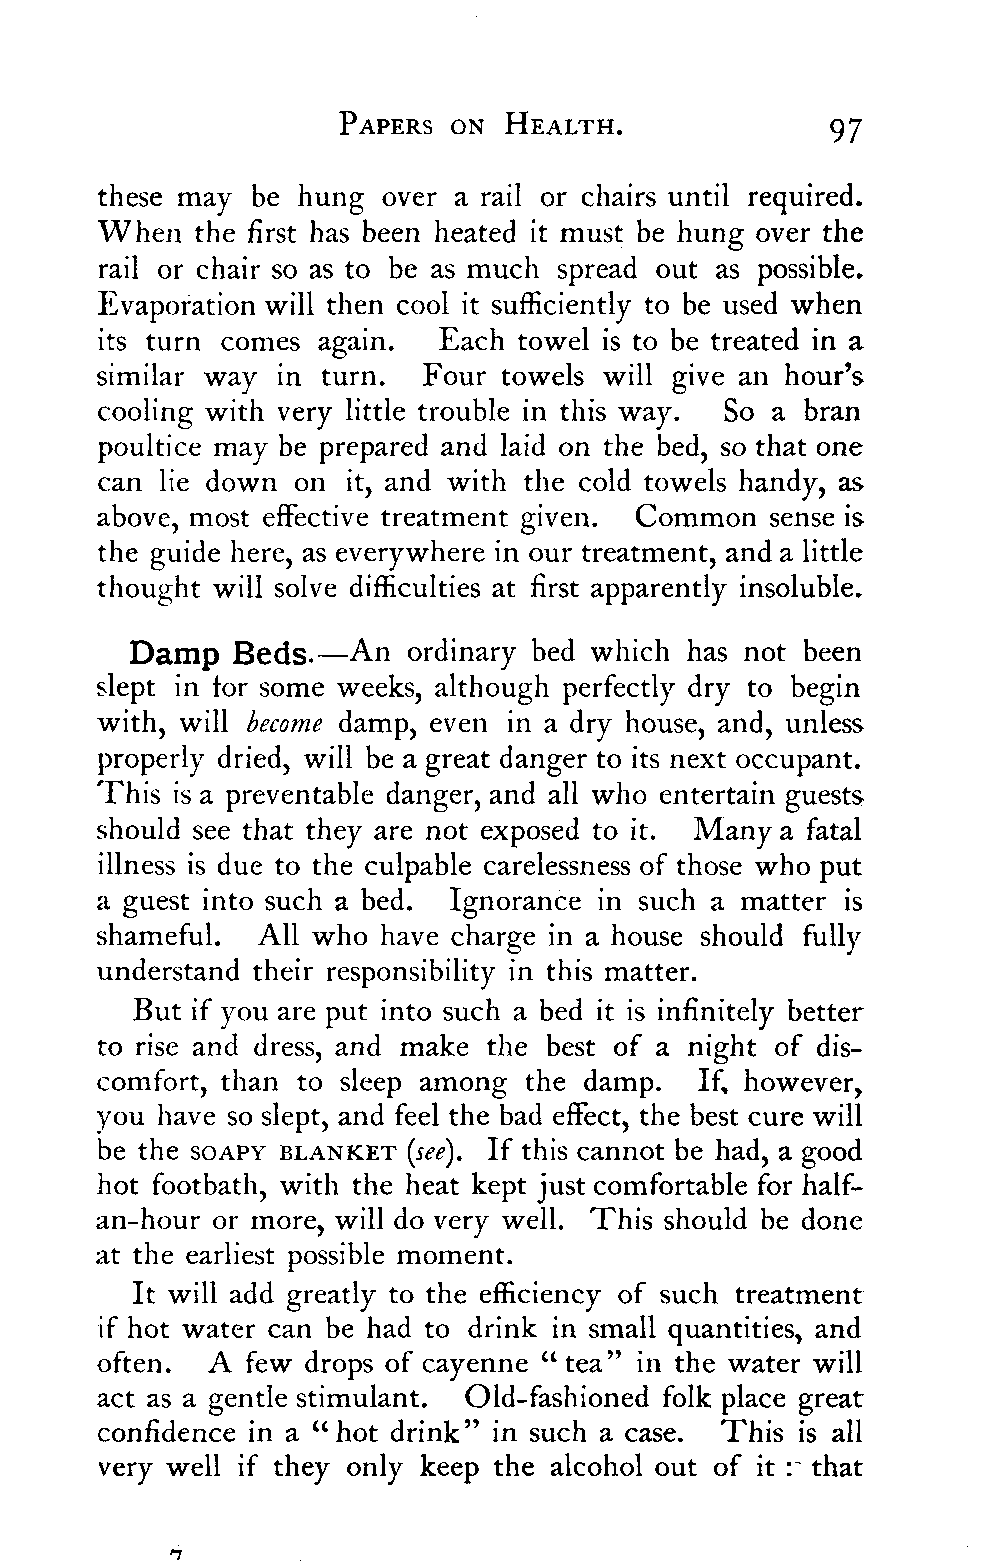 PAPERS ON HEALTH. 97
these may be hung over a rail or chairs until required.
When the first has been heated it must be hung over the
rail or chair so as to be as much spread out as possible.
Evaporation will then cool it sufficiently to be used when
its turn comes again. Each towel is to be treated in a
similar way in turn. Four towels will give an hour's
cooling with very little trouble in this way. So a bran
poultice may be prepared and laid on the bed, so that one
can lie down on it, and with the cold towels handy, as
above, most effective treatment given. Common sense is
the guide here, as everywhere in our treatment, and a little
thought will solve difficulties at first apparently insoluble.
Damp Beds.—An ordinary bed which has not been
slept in for some weeks, although perfectly dry to begin
with, will become damp, even in a dry house, and, unless
properly dried, will be a great danger to its next occupant.
This is a preventable danger, and all who entertain guests
should see that they are not exposed to it. Many a fatal
illness is due to the culpable carelessness of those who put
a guest into such a bed. Ignorance in such a matter is
shameful. All who have charge in a house should fully
understand their responsibility in this matter.
But if you are put into such a bed it is infinitely better
to rise and dress, and make the best of a night of dis-
comfort, than to sleep among the damp. If, however,
you have so slept, and feel the bad effect, the best cure will
be the SOAPY BLANKET (see). If this cannot be had, a good
hot footbath, with the heat kept just comfortable for half-
an-hour or more, will do very well. This should be done
at the earliest possible moment.
It will add greatly to the efficiency of such treatment
if hot water can be had to drink in small quantities, and
often. A few drops of cayenne "tea" in the water will
act as a gentle stimulant. Old-fashioned folk place great
confidence in a "hot drink" in such a case. This is all
very well if they only keep the alcohol out of it : that
7